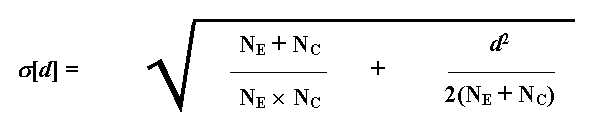 σ[d] = √((N_E + N_C)/(N_E × N_C) + d²/(2(N_E + N_C)))